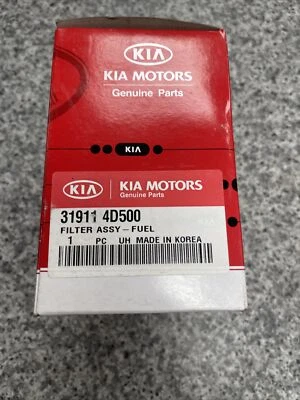 KIA
KIA MOTORS
Genuine Parts
KIA
KIA KIA MOTORS
31911 4D500
FILTER ASSY-FUEL
1 PC UH MADE IN KOREA